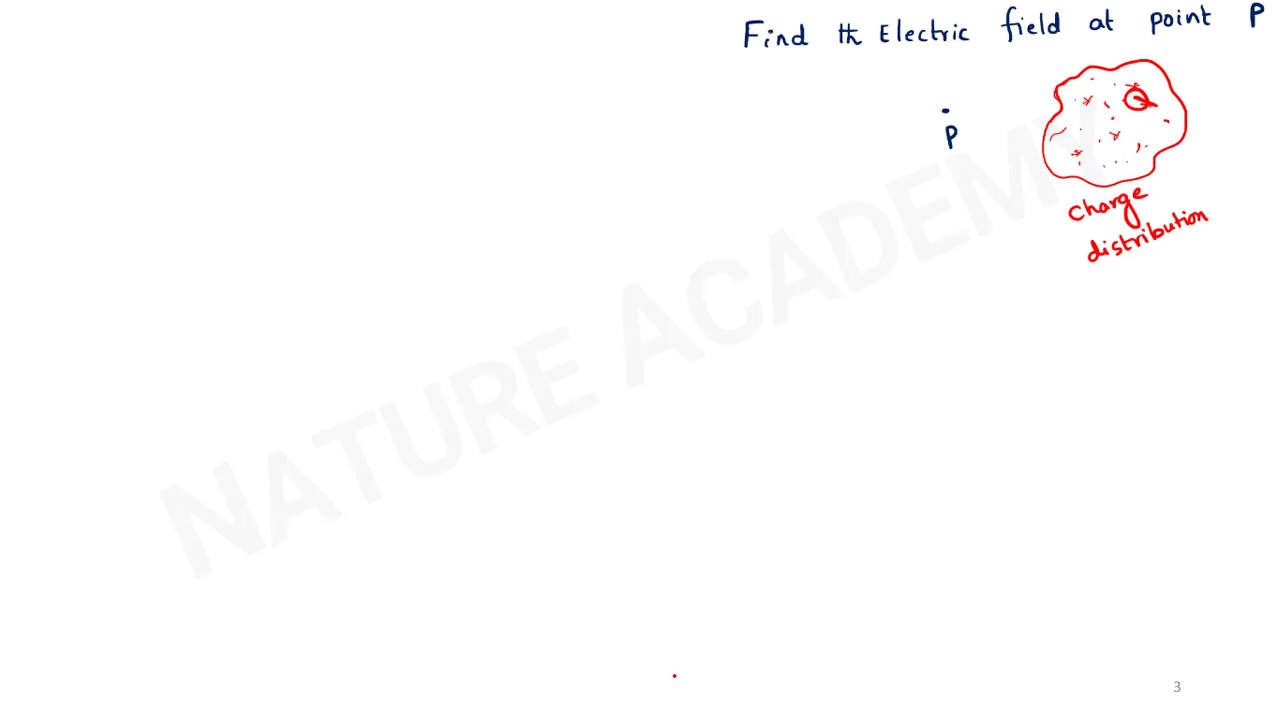 Find th Electric field at point P
P
charge
distribution
NATURE ACADEMY
3